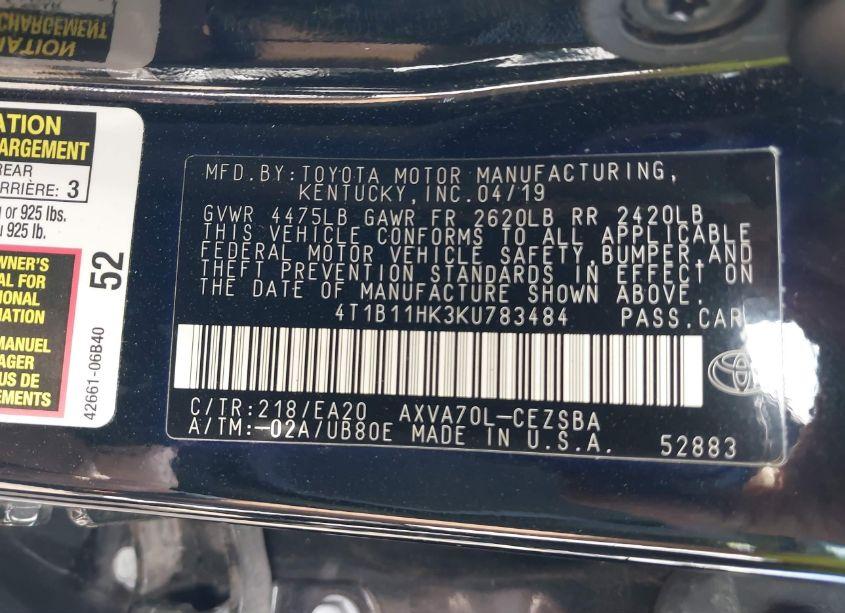 CHARGEMENT
ATION
ARGEMENT
REAR
ARRIÈRE: 3
g or 925 lbs.
u 925 lb.
WNER'S
AL FOR
TIONAL
MATION
MANUEL
AGER
US DE
EMENTS
52
42661-06B40
MFD.BY:TOYOTA MOTOR MANUFACTURING,
KENTUCKY,INC.04/19
GVWR 4475LB GAWR FR 2620LB RR 2420LB
THIS VEHICLE CONFORMS TO ALL APPLICABLE
FEDERAL MOTOR VEHICLE SAFETY,BUMPER,AND
THEFT PREVENTION STANDARDS IN EFFECT ON
THE DATE OF MANUFACTURE SHOWN ABOVE.
4T1B11HK3KU783484 PASS.CAR
C/TR:218/EA20 AXVA70L-CEZSBA
A/TM:-02A/UB80E MADE IN U.S.A.
52883